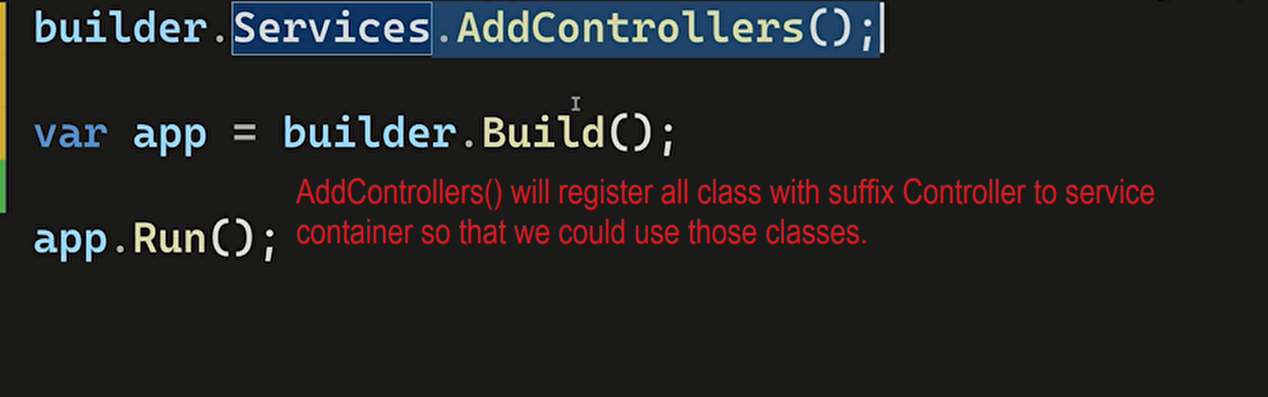 builder.Services.AddControllers();
var app = builder.Build();
AddControllers() will register all class with suffix Controller to service
container so that we could use those classes.
app.Run();